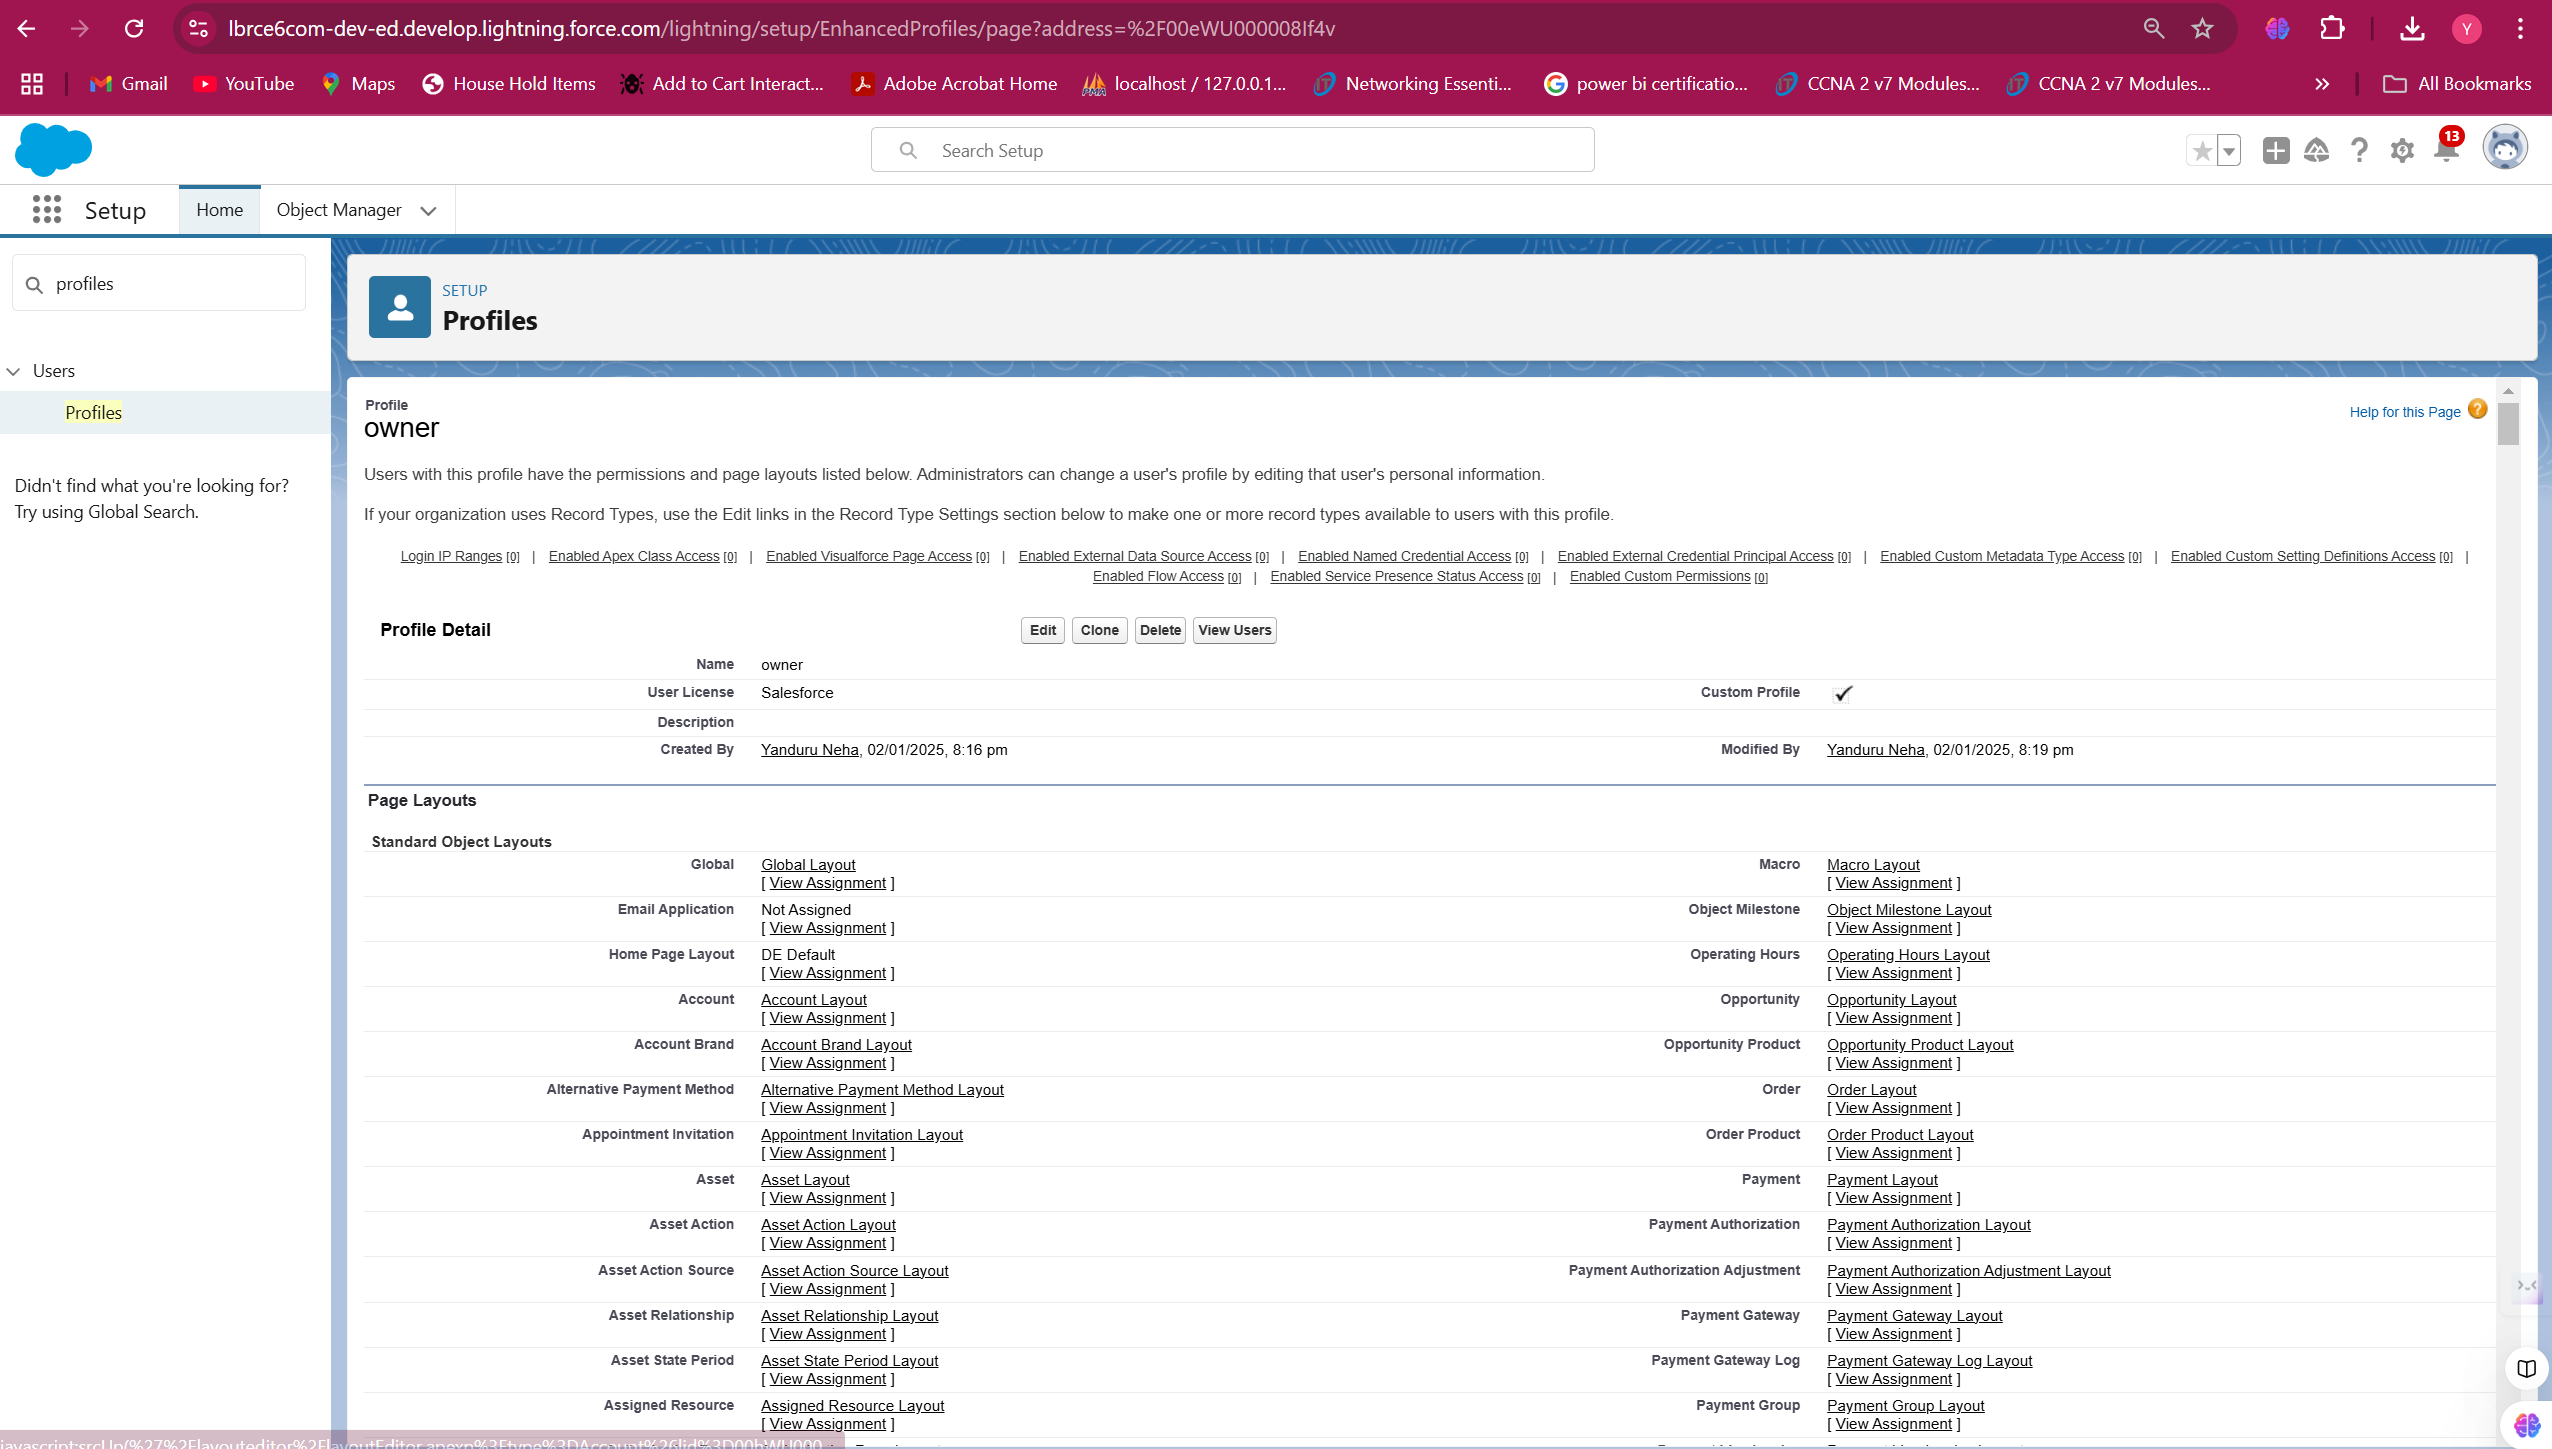 lbrce6com-dev-ed.develop.lightning.force.com/lightning/setup/EnhancedProfiles/page?address=%2F00eWU000008If4v
Y
Gmail YouTube Maps House Hold Items Add to Cart Interact... Adobe Acrobat Home localhost / 127.0.0.1... Networking Essenti... power bi certificatio... CCNA 2 v7 Modules... CCNA 2 v7 Modules... » All Bookmarks
Search Setup
13
Setup Home Object Manager
profiles
Users
Profiles
Didn't find what you're looking for?
Try using Global Search.
SETUP
Profiles
Profile
owner
Help for this Page ?
Users with this profile have the permissions and page layouts listed below. Administrators can change a user's profile by editing that user's personal information.
If your organization uses Record Types, use the Edit links in the Record Type Settings section below to make one or more record types available to users with this profile.
Login IP Ranges [0] | Enabled Apex Class Access [0] | Enabled Visualforce Page Access [0] | Enabled External Data Source Access [0] | Enabled Named Credential Access [0] | Enabled External Credential Principal Access [0] | Enabled Custom Metadata Type Access [0] | Enabled Custom Setting Definitions Access [0] |
Enabled Flow Access [0] | Enabled Service Presence Status Access [0] | Enabled Custom Permissions [0]
Profile Detail Edit Clone Delete View Users
Name owner
User License Salesforce Custom Profile
Description
Created By Yanduru Neha, 02/01/2025, 8:16 pm Modified By Yanduru Neha, 02/01/2025, 8:19 pm
Page Layouts
Standard Object Layouts
Global Global Layout Macro Macro Layout
[ View Assignment ] [ View Assignment ]
Email Application Not Assigned Object Milestone Object Milestone Layout
[ View Assignment ] [ View Assignment ]
Home Page Layout DE Default Operating Hours Operating Hours Layout
[ View Assignment ] [ View Assignment ]
Account Account Layout Opportunity Opportunity Layout
[ View Assignment ] [ View Assignment ]
Account Brand Account Brand Layout Opportunity Product Opportunity Product Layout
[ View Assignment ] [ View Assignment ]
Alternative Payment Method Alternative Payment Method Layout Order Order Layout
[ View Assignment ] [ View Assignment ]
Appointment Invitation Appointment Invitation Layout Order Product Order Product Layout
[ View Assignment ] [ View Assignment ]
Asset Asset Layout Payment Payment Layout
[ View Assignment ] [ View Assignment ]
Asset Action Asset Action Layout Payment Authorization Payment Authorization Layout
[ View Assignment ] [ View Assignment ]
Asset Action Source Asset Action Source Layout Payment Authorization Adjustment Payment Authorization Adjustment Layout
[ View Assignment ] [ View Assignment ]
Asset Relationship Asset Relationship Layout Payment Gateway Payment Gateway Layout
[ View Assignment ] [ View Assignment ]
Asset State Period Asset State Period Layout Payment Gateway Log Payment Gateway Log Layout
[ View Assignment ] [ View Assignment ]
Assigned Resource Assigned Resource Layout Payment Group Payment Group Layout
[ View Assignment ] [ View Assignment ]